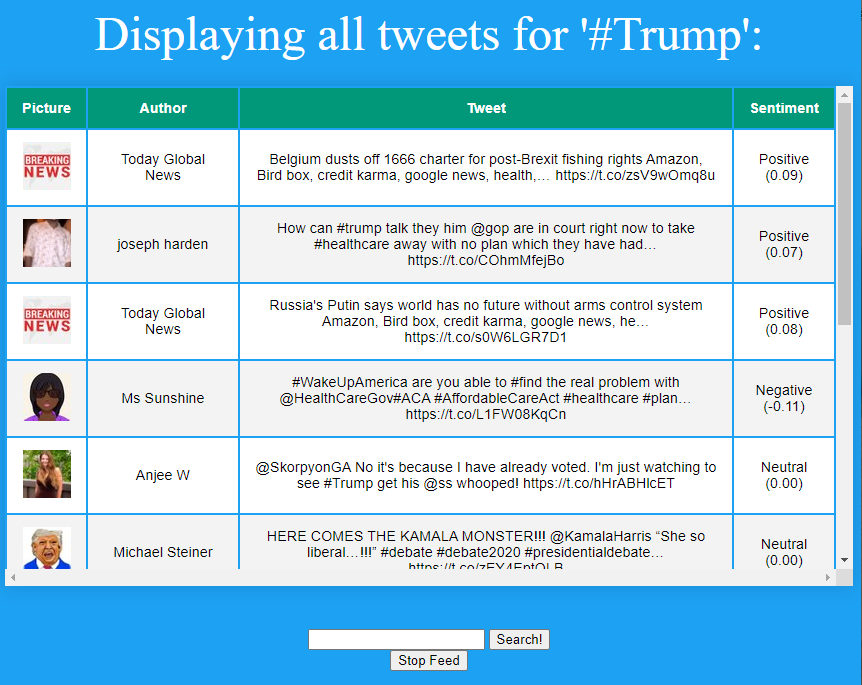 Displaying all tweets for '#Trump':
Picture Author Tweet Sentiment
BREAKING
NEWS
Today Global
News
Belgium dusts off 1666 charter for post-Brexit fishing rights Amazon,
Bird box, credit karma, google news, health,… https://t.co/zsV9wOmq8u
Positive
(0.09)
joseph harden
How can #trump talk they him @gop are in court right now to take
#healthcare away with no plan which they have had…
https://t.co/COhmMfejBo
Positive
(0.07)
BREAKING
NEWS
Today Global
News
Russia's Putin says world has no future without arms control system
Amazon, Bird box, credit karma, google news, he…
https://t.co/s0W6LGR7D1
Positive
(0.08)
Ms Sunshine
#WakeUpAmerica are you able to #find the real problem with
@HealthCareGov#ACA #AffordableCareAct #healthcare #plan…
https://t.co/L1FW08KqCn
Negative
(-0.11)
Anjee W
@SkorpyonGA No it's because I have already voted. I'm just watching to
see #Trump get his @ss whooped! https://t.co/hHrABHIcET
Neutral
(0.00)
Michael Steiner
HERE COMES THE KAMALA MONSTER!!! @KamalaHarris “She so
liberal…!!!” #debate #debate2020 #presidentialdebate…
Neutral
(0.00)
Search!
Stop Feed